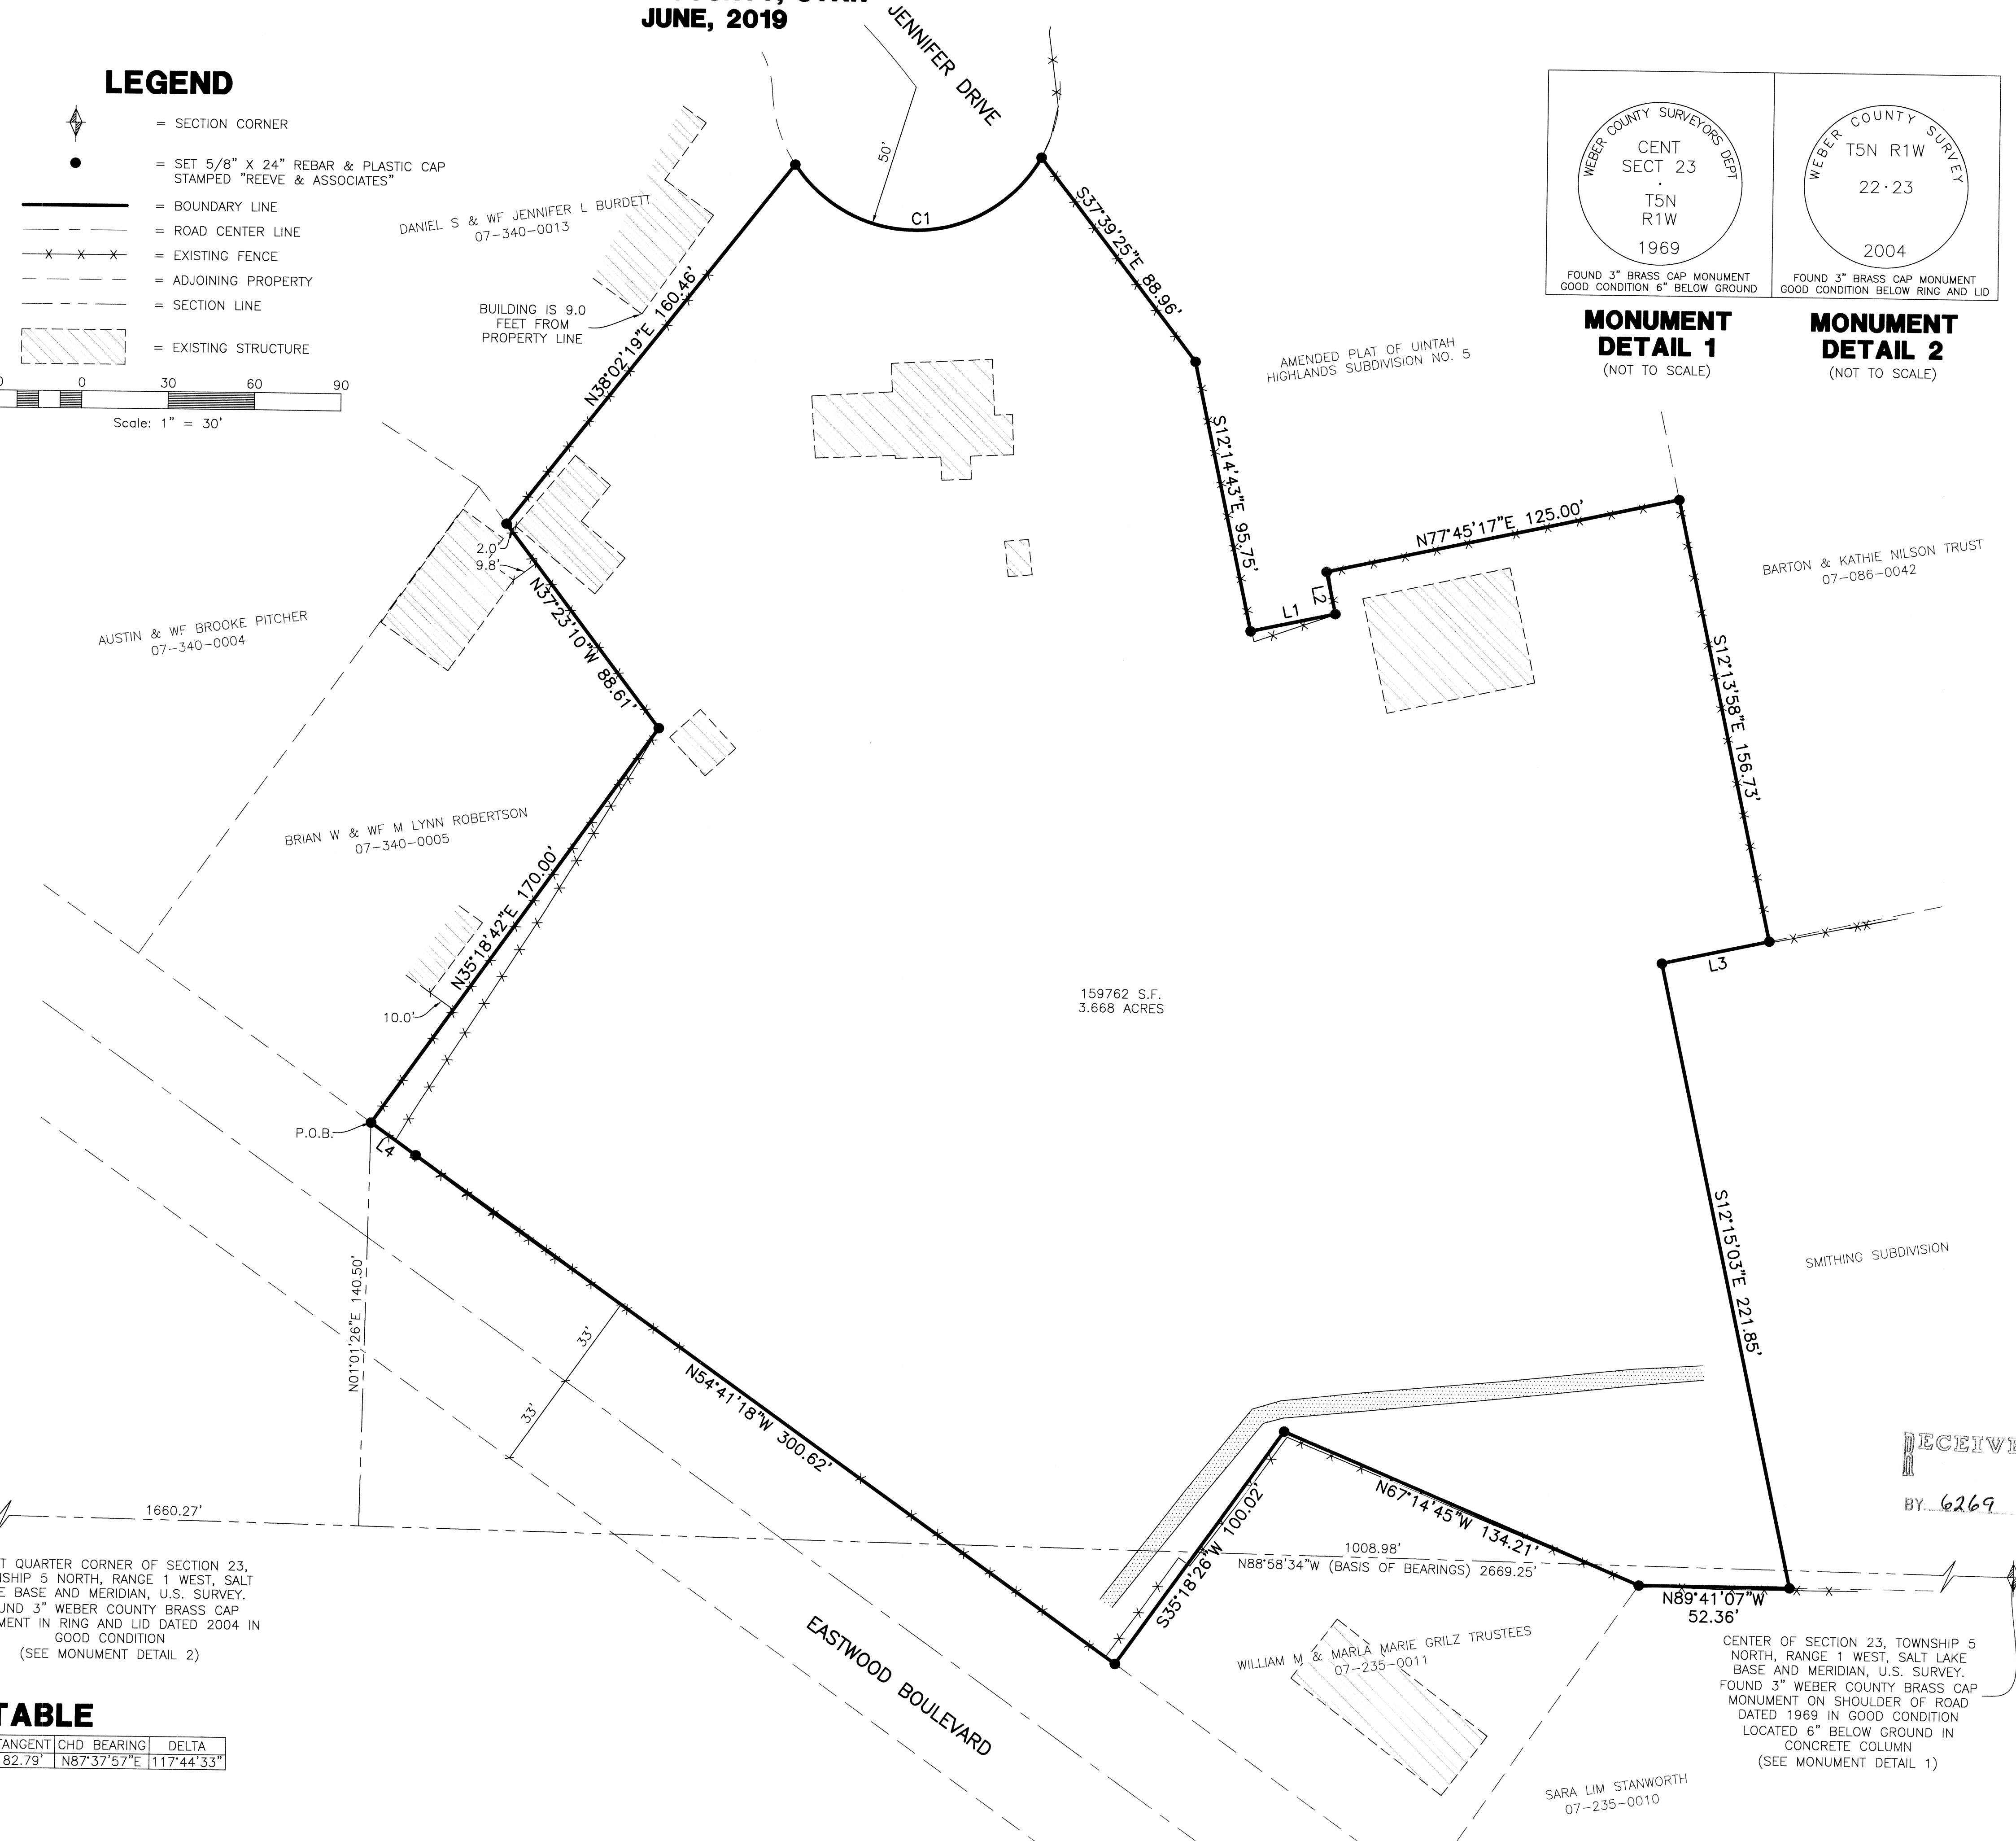 JUNE, 2019
JENNIFER DRIVE
LEGEND
= SECTION CORNER
= SET 5/8" X 24" REBAR & PLASTIC CAP
STAMPED "REEVE & ASSOCIATES"
= BOUNDARY LINE
= ROAD CENTER LINE
= EXISTING FENCE
= ADJOINING PROPERTY
= SECTION LINE
= EXISTING STRUCTURE
0 30 60 90
Scale: 1" = 30'
DANIEL S & WF JENNIFER L BURDETT
07-340-0013
BUILDING IS 9.0
FEET FROM
PROPERTY LINE
N38°02'19"E 160.46'
50'
C1
S37°39'25"E 88.96'
WEBER COUNTY SURVEYORS DEPT
CENT
SECT 23
T5N
R1W
1969
FOUND 3" BRASS CAP MONUMENT
GOOD CONDITION 6" BELOW GROUND
MONUMENT
DETAIL 1
(NOT TO SCALE)
WEBER COUNTY SURVEY
T5N R1W
22·23
2004
FOUND 3" BRASS CAP MONUMENT
GOOD CONDITION BELOW RING AND LID
MONUMENT
DETAIL 2
(NOT TO SCALE)
AMENDED PLAT OF UINTAH
HIGHLANDS SUBDIVISION NO. 5
S12°14'43"E 95.75'
L1
L2
N77°45'17"E 125.00'
BARTON & KATHIE NILSON TRUST
07-086-0042
S12°13'58"E 156.73'
L3
2.0'
9.8'
N37°23'10"W 88.61'
AUSTIN & WF BROOKE PITCHER
07-340-0004
BRIAN W & WF M LYNN ROBERTSON
07-340-0005
N35°18'42"E 170.00'
10.0'
159762 S.F.
3.668 ACRES
P.O.B.
L4
N01°01'26"E 140.50'
33'
33'
N54°41'18"W 300.62'
S12°15'03"E 221.85'
SMITHING SUBDIVISION
RECEIVE
BY 6269
S35°18'26"W 100.02'
N67°14'45"W 134.21'
1660.27'
1008.98'
N88°58'34"W (BASIS OF BEARINGS) 2669.25'
N89°41'07"W
52.36'
T QUARTER CORNER OF SECTION 23,
SHIP 5 NORTH, RANGE 1 WEST, SALT
E BASE AND MERIDIAN, U.S. SURVEY.
UND 3" WEBER COUNTY BRASS CAP
MENT IN RING AND LID DATED 2004 IN
GOOD CONDITION
(SEE MONUMENT DETAIL 2)
EASTWOOD BOULEVARD
WILLIAM M & MARLA MARIE GRILZ TRUSTEES
07-235-0011
CENTER OF SECTION 23, TOWNSHIP 5
NORTH, RANGE 1 WEST, SALT LAKE
BASE AND MERIDIAN, U.S. SURVEY.
FOUND 3" WEBER COUNTY BRASS CAP
MONUMENT ON SHOULDER OF ROAD
DATED 1969 IN GOOD CONDITION
LOCATED 6" BELOW GROUND IN
CONCRETE COLUMN
(SEE MONUMENT DETAIL 1)
SARA LIM STANWORTH
07-235-0010
TABLE
TANGENT CHD BEARING DELTA
82.79' N87°37'57"E 117°44'33"